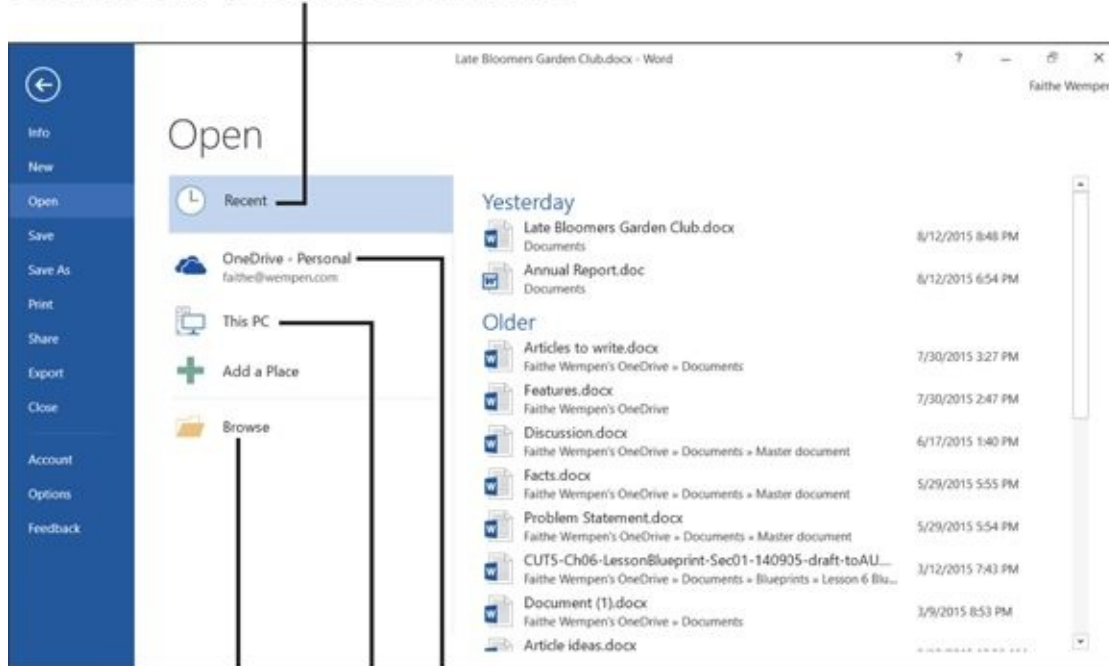 Late Bloomers Garden Club.docx - Word
?
Faithe Wempen
Info
New
Open
Save
Save As
Print
Share
Export
Close
Account
Options
Feedback
Open
Recent
OneDrive - Personal
faithe@wempen.com
This PC
Add a Place
Browse
Yesterday
Late Bloomers Garden Club.docx
Documents
8/12/2015 8:48 PM
Annual Report.doc
Documents
8/12/2015 6:54 PM
Older
Articles to write.docx
Faithe Wempen's OneDrive » Documents
7/30/2015 3:27 PM
Features.docx
Faithe Wempen's OneDrive
7/30/2015 2:47 PM
Discussion.docx
Faithe Wempen's OneDrive » Documents » Master document
6/17/2015 1:40 PM
Facts.docx
Faithe Wempen's OneDrive » Documents » Master document
5/29/2015 5:55 PM
Problem Statement.docx
Faithe Wempen's OneDrive » Documents » Master document
5/29/2015 5:54 PM
CUT5-Ch06-LessonBlueprint-Sec01-140905-draft-toAU...
Faithe Wempen's OneDrive » Documents » Blueprints » Lesson 6 Blu...
3/12/2015 7:43 PM
Document (1).docx
Faithe Wempen's OneDrive » Documents
3/9/2015 8:53 PM
Article ideas.docx